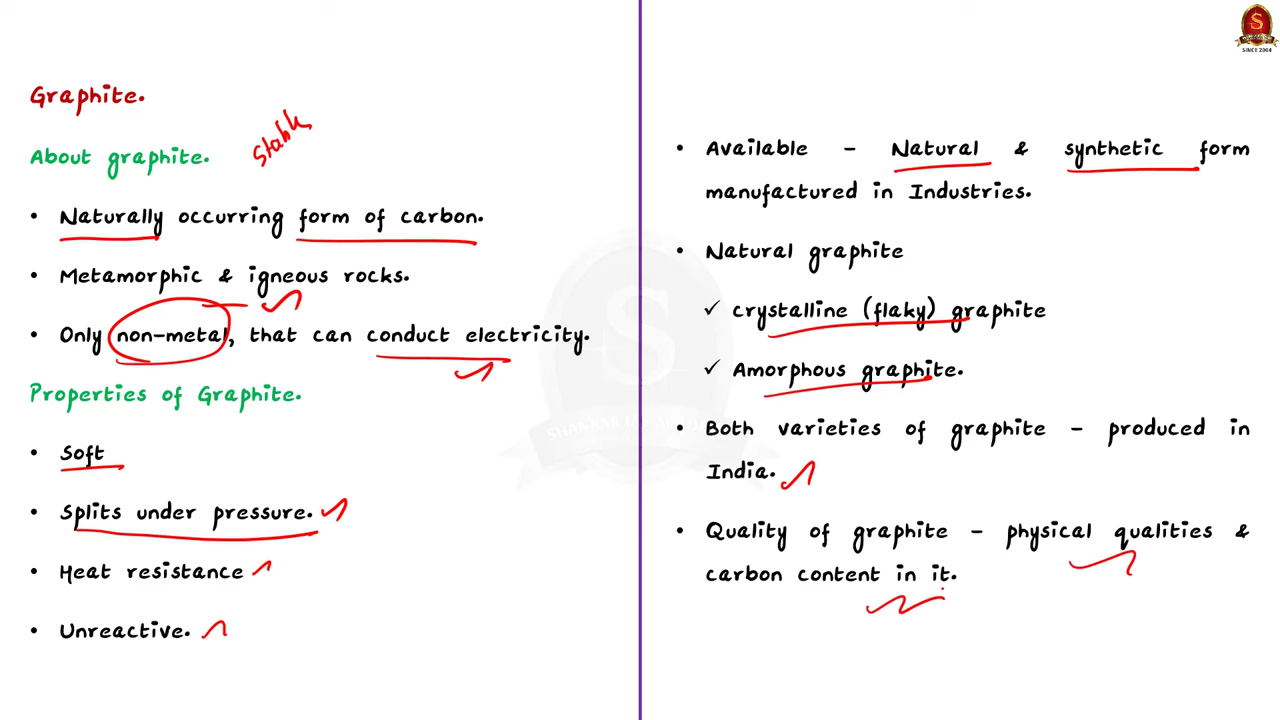 Graphite.
stable
About graphite.
• Naturally occurring form of carbon.
• Metamorphic & igneous rocks.
• Only non-metal, that can conduct electricity.
Properties of Graphite.
• Soft
• Splits under pressure.
• Heat resistance
• Unreactive.
S
SINCE 2004
• Available - Natural & synthetic form
manufactured in Industries.
• Natural graphite
✓ crystalline (flaky) graphite
✓ Amorphous graphite.
• Both varieties of graphite - produced in
India.
• Quality of graphite - physical qualities &
carbon content in it.